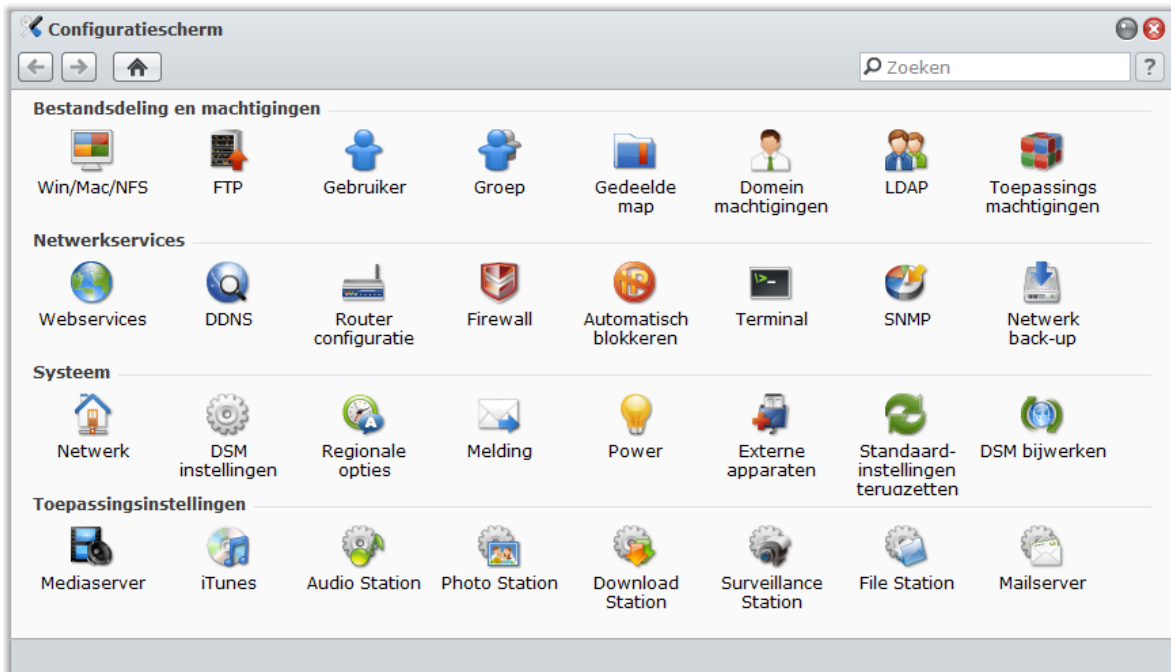 Configuratiescherm
Zoeken
?
Bestandsdeling en machtigingen
Win/Mac/NFS
FTP
Gebruiker
Groep
Gedeelde
map
Domein
machtigingen
LDAP
Toepassings
machtigingen
Netwerkservices
Webservices
DDNS
Router
configuratie
Firewall
Automatisch
blokkeren
Terminal
SNMP
Netwerk
back-up
Systeem
Netwerk
DSM
instellingen
Regionale
opties
Melding
Power
Externe
apparaten
Standaard-
instellingen
terugzetten
DSM bijwerken
Toepassingsinstellingen
Mediaserver
iTunes
Audio Station
Photo Station
Download
Station
Surveillance
Station
File Station
Mailserver